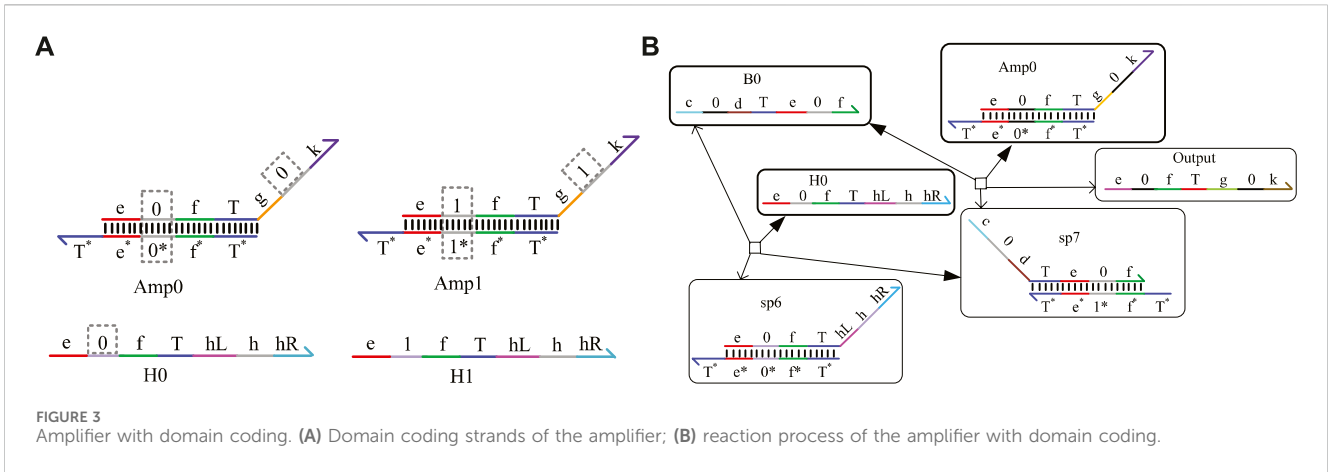 A
e 0 f T g 0 k
T* e* 0* f* T*
Amp0
e 1 f T g 1 k
T* e* 1* f* T*
Amp1
e 0 f T hL h hR
H0
e 1 f T hL h hR
H1
B
B0
c 0 d T e 0 f
Amp0
e 0 f T g 0 k
T* e* 0* f* T*
Output
e 0 f T g 0 k
H0
e 0 f T hL h hR
sp7
c 0 d
T e 0 f
T* e* 1* f* T*
sp6
e 0 f T hL h hR
T* e* 0* f* T*
FIGURE 3
Amplifier with domain coding. (A) Domain coding strands of the amplifier; (B) reaction process of the amplifier with domain coding.